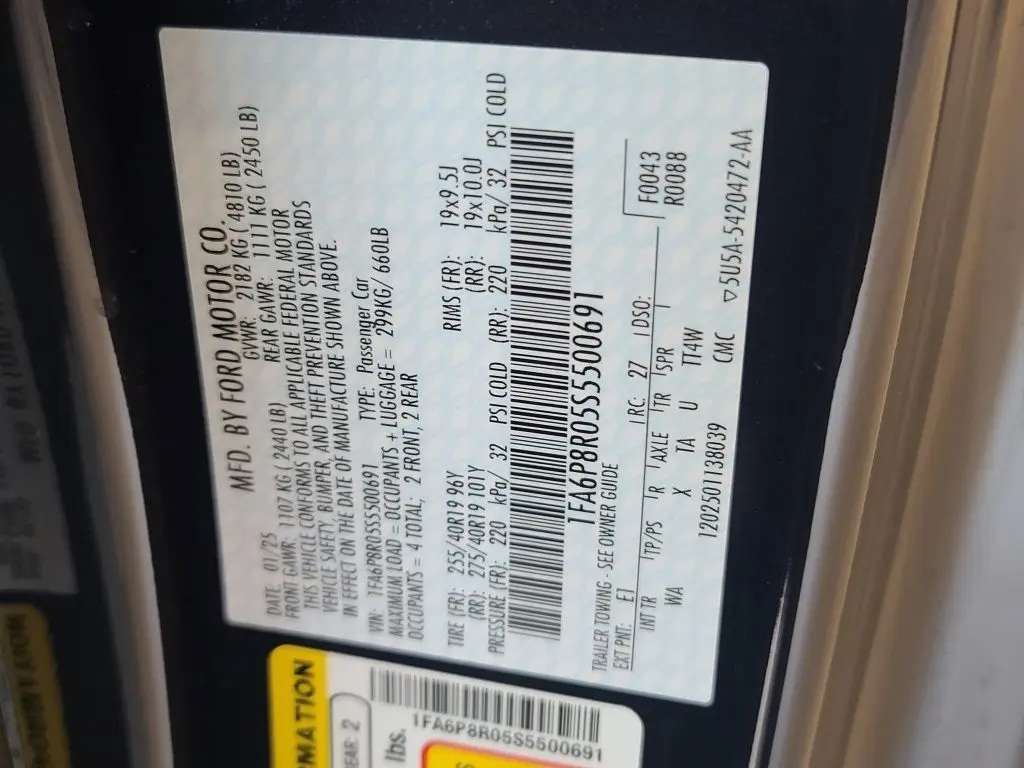 MFD. BY FORD MOTOR CO.
DATE: 01/25 GVWR: 2182 KG ( 4810 LB)
FRONT GAWR: 1107 KG ( 2440 LB) REAR GAWR: 1111 KG ( 2450 LB)
THIS VEHICLE CONFORMS TO ALL APPLICABLE FEDERAL MOTOR
VEHICLE SAFETY, BUMPER, AND THEFT PREVENTION STANDARDS
IN EFFECT ON THE DATE OF MANUFACTURE SHOWN ABOVE.
VIN: 1FA6P8R05S5500691 TYPE: Passenger Car
MAXIMUM LOAD = OCCUPANTS + LUGGAGE = 299KG/ 660LB
OCCUPANTS = 4 TOTAL; 2 FRONT, 2 REAR
TIRE (FR): 255/40R19 96Y RIMS (FR): 19x9.5J
(RR): 275/40R19 101Y (RR): 19x10.0J
PRESSURE (FR): 220 kPa/ 32 PSI COLD (RR): 220 kPa/ 32 PSI COLD
1FA6P8R05S5500691
TRAILER TOWING - SEE OWNER GUIDE
EXT PNT: E1 RC: 27 DSO: F0043
INT TR TP/PS R AXLE TR SPR R0088
WA X TA U TT4W
1202501138039 CMC ▽5U5A-5420472-AA
RMATION
REAR: 2
lbs.
1FA6P8R05S5500691